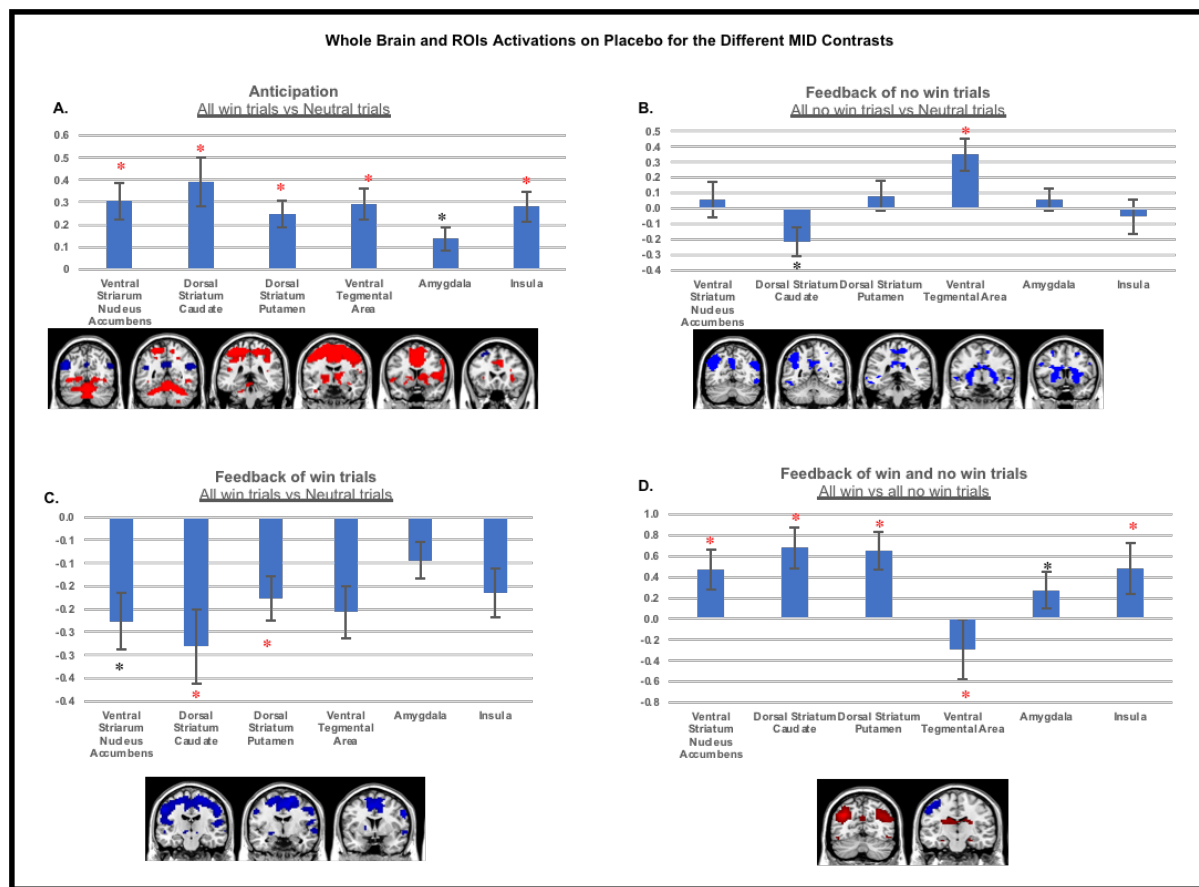 Whole Brain and ROIs Activations on Placebo for the Different MID Contrasts
A.
Anticipation
All win trials vs Neutral trials
0.6
0.5
*
*
0.4
*
*
*
0.3
*
0.2
0.1
0
Ventral Striarum Nudeus Accumbens
Dorsal Striatum Caudate
Dorsal Striatum Putamen
Ventral Tegmental Area
Amygdala
Insula
B.
Feedback of no win trials
All no win triasl vs Neutral trials
0.5
*
0.4
0.3
0.2
0.1
0.0
-0.1
-0.2
-0.3
*
-0.4
Ventral Striatum Nudeus Accumbens
Dorsal Striatum Caudate
Dorsal Striatum Putamen
Ventral Tegmental Area
Amygdala
Insula
C.
Feedback of win trials
All win trials vs Neutral trials
0.0
-0.1
-0.1
-0.2
-0.2
-0.3
*
-0.3
*
*
-0.4
-0.4
Ventral Striarum Nudeus Accumbens
Dorsal Striatum Caudate
Dorsal Striatum Putamen
Ventral Tegmental Area
Amygdala
Insula
D.
Feedback of win and no win trials
All win vs all no win trials
1.0
*
*
*
0.8
*
0.6
*
0.4
0.2
0.0
-0.2
-0.4
-0.6
*
-0.8
Ventral Striatum Nudeus Accumbens
Dorsal Striatum Caudate
Dorsal Striatum Putamen
Ventral Tegmental Area
Amygdala
Insula